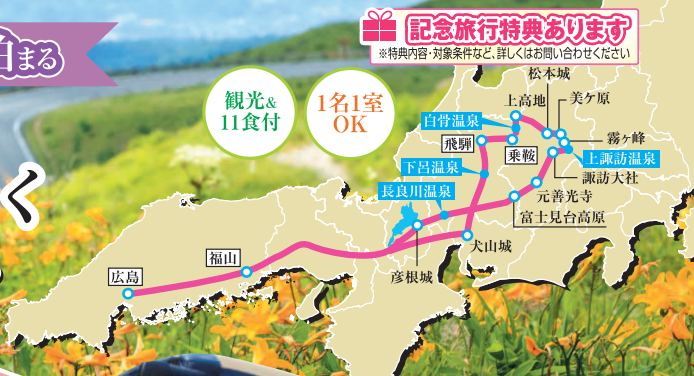 泊まる
記念旅行特典あります
※特典内容・対象条件など、詳しくはお問い合わせください
観光&
11食付
1名1室
OK
松本城
上高地
美ケ原
白骨温泉
飛騨
乗鞍
霧ヶ峰
上諏訪温泉
下呂温泉
諏訪大社
長良川温泉
元善光寺
富士見台高原
犬山城
彦根城
福山
広島
く